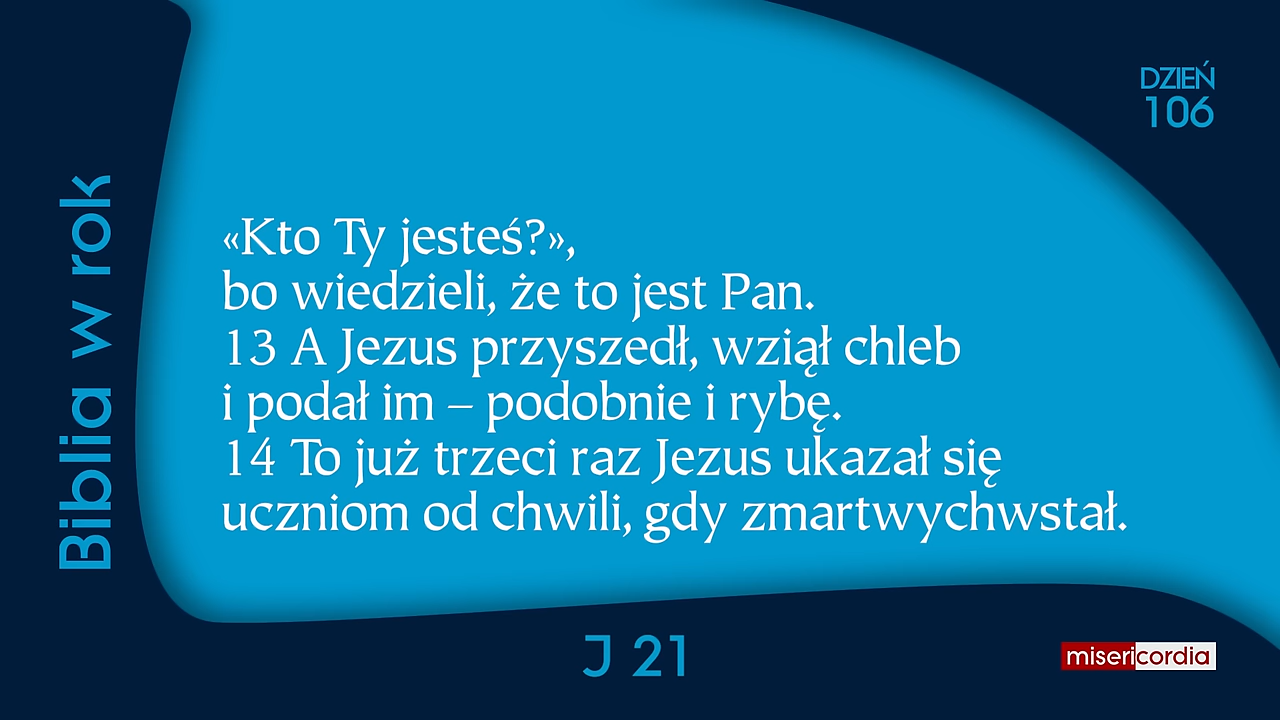 DZIEŃ
106
Biblia w rok
«Kto Ty jesteś?»,
bo wiedzieli, że to jest Pan.
13 A Jezus przyszedł, wziął chleb
i podał im – podobnie i rybę.
14 To już trzeci raz Jezus ukazał się
uczniom od chwili, gdy zmartwychwstał.
J 21
misericordia